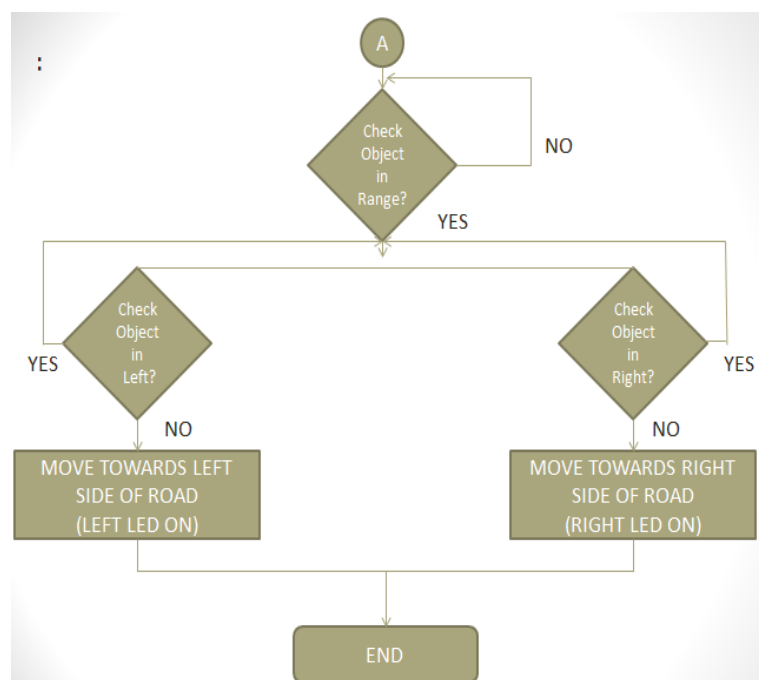 :
A
Check
Object
in
Range?
NO
YES
Check
Object
in
Left?
YES
NO
Check
Object
in
Right?
YES
NO
MOVE TOWARDS LEFT
SIDE OF ROAD
(LEFT LED ON)
MOVE TOWARDS RIGHT
SIDE OF ROAD
(RIGHT LED ON)
END